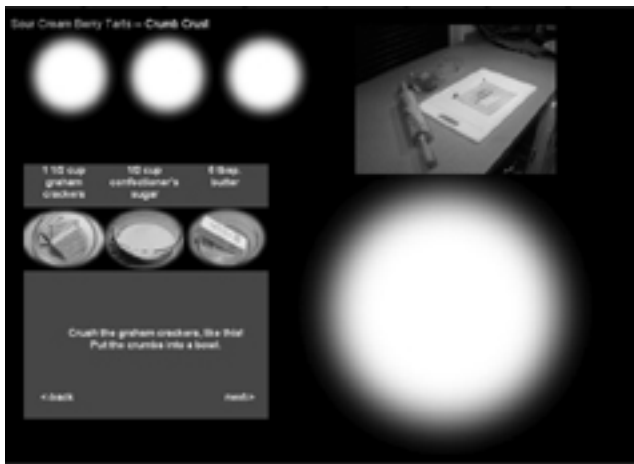 Sour Cream Berry Tarts -- Crumb Crust
1 1/2 cup graham crackers
1/2 cup confectioner's sugar
6 tbsp. butter
Crush the graham crackers, like this!
Put the crumbs into a bowl.
<back
next>